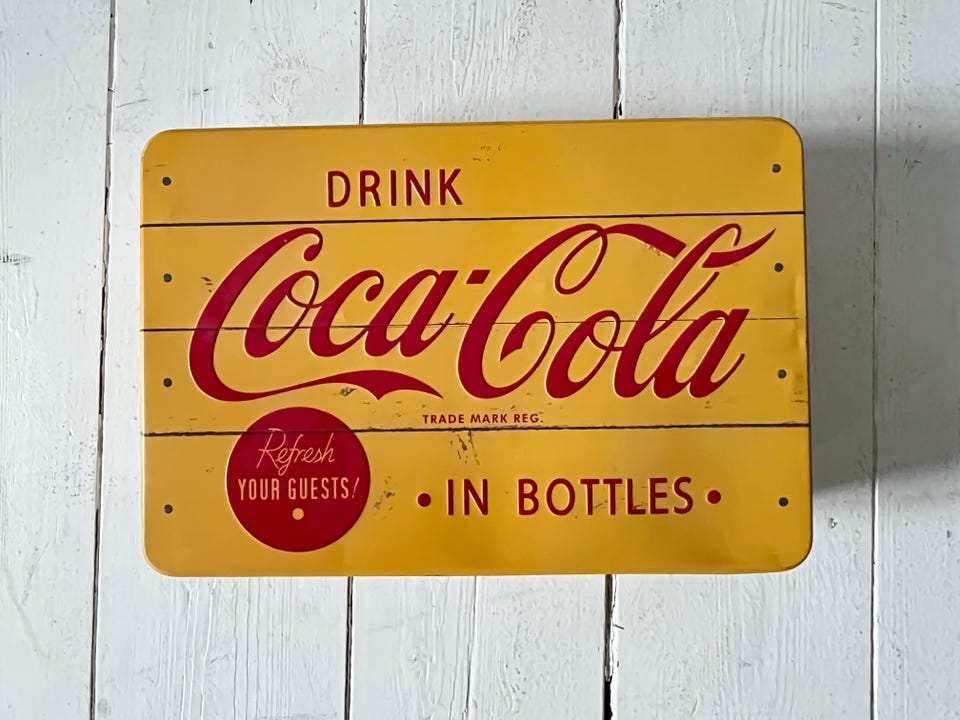 DRINK
Coca-Cola
TRADE MARK REG.
Refresh
YOUR GUESTS!
• IN BOTTLES •